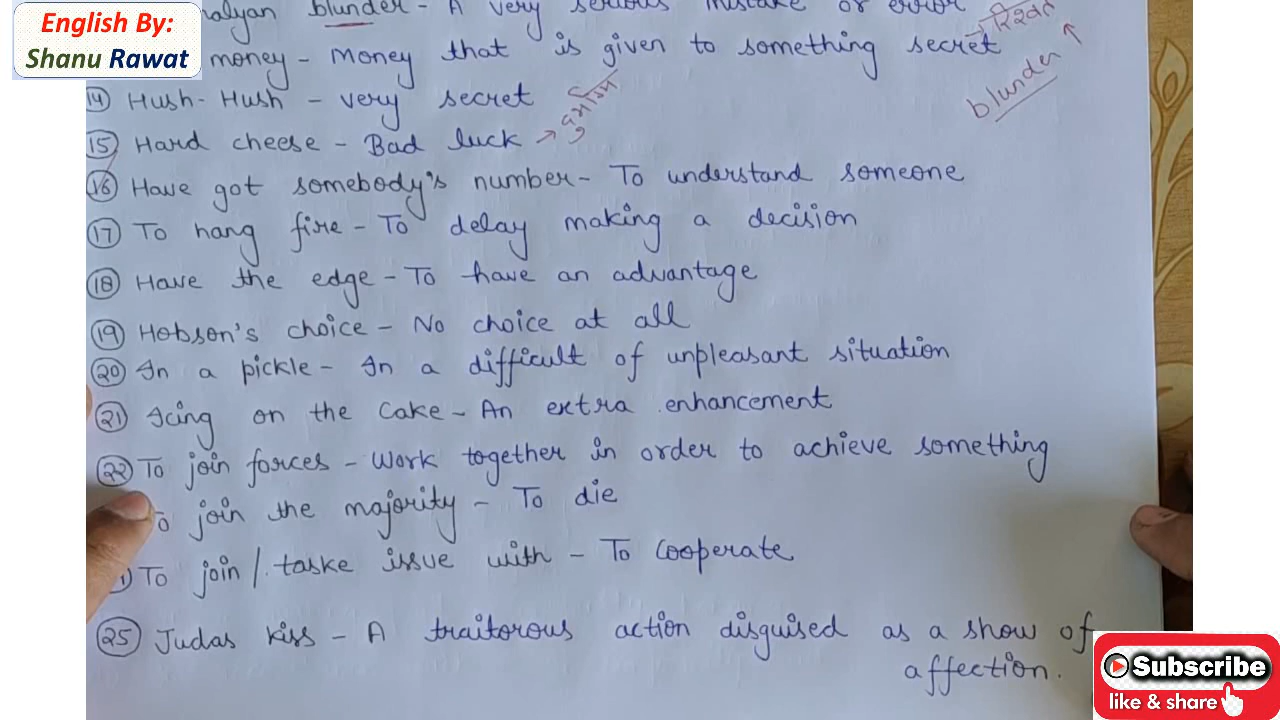 English By:
Shanu Rawat
alyan blunder - A very serious mistake or error
money - Money that is given to something secret
रिश्वत
blunder
14 Hush-Hush - very secret
15 Hard cheese - Bad luck →
16 Have got somebody's number - To understand someone
17 To hang fire - To delay making a decision
18 Have the edge - To have an advantage
19 Hobson's choice - No choice at all
20 In a pickle - In a difficult of unpleasant situation
21 Icing on the Cake - An extra enhancement
22 To join forces - Work together in order to achieve something
To join the majority - To die
To join/taske issue with - To cooperate
25 Judas kiss - A traitorous action disguised as a show of
affection.
Subscribe
like & share